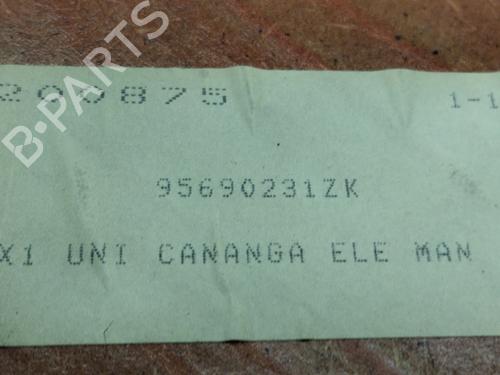 B-PARTS
200875 1-1
95690231ZK
X1 UNI CANANGA ELE MAN